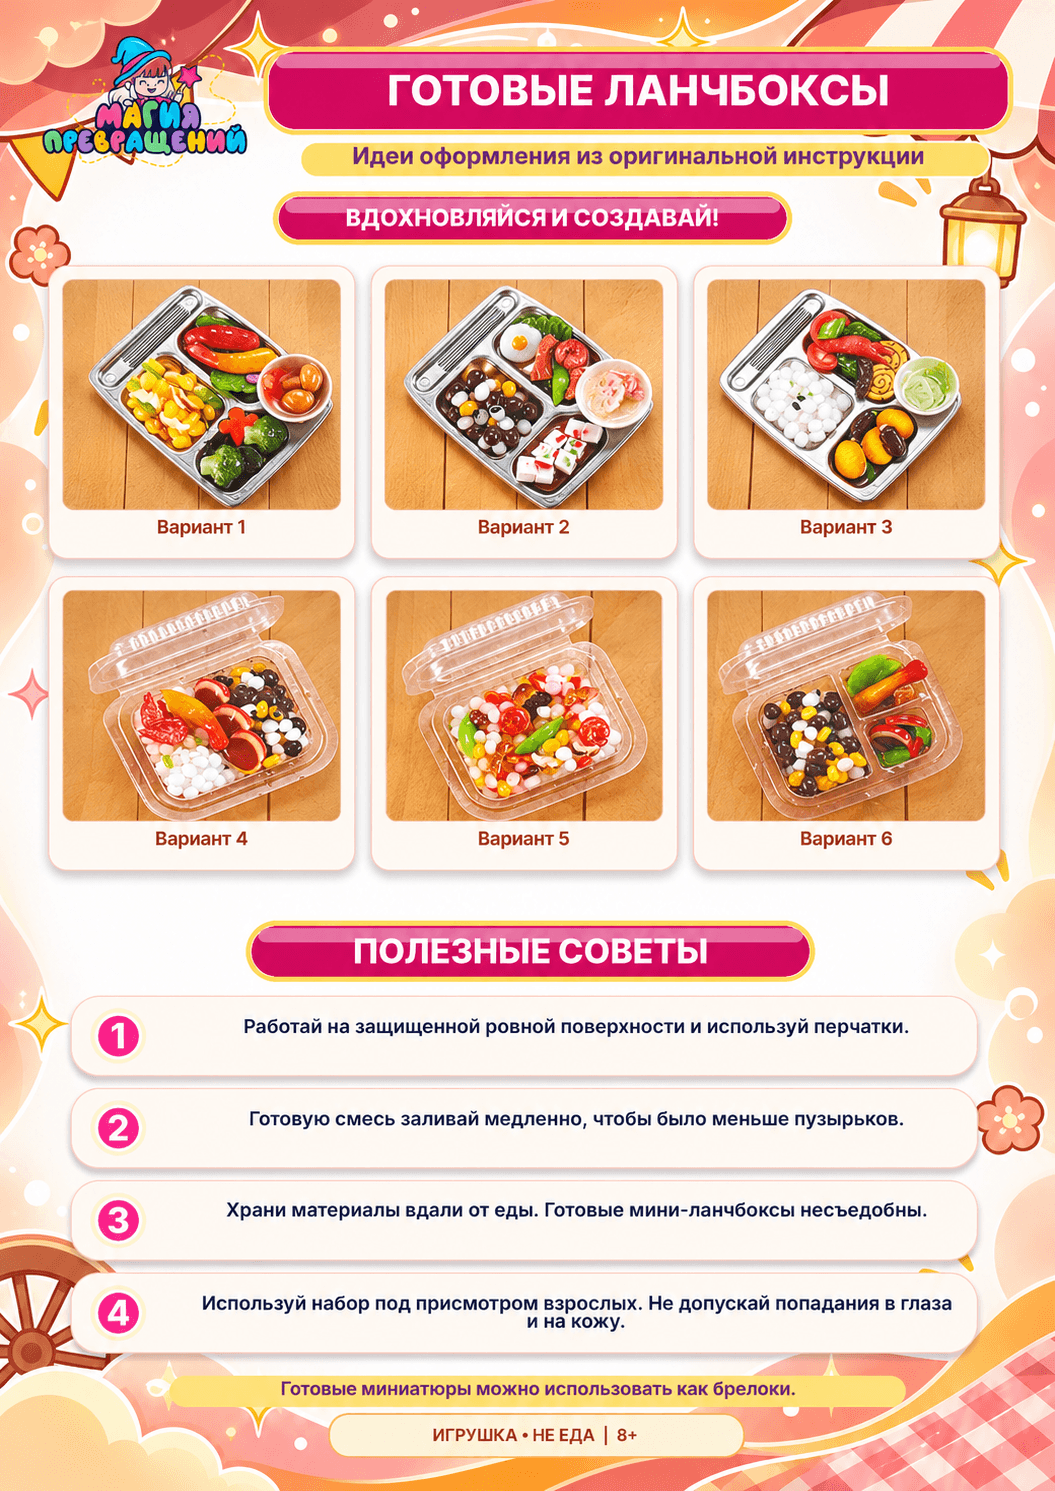 МАГИЯ
ПРЕВРАЩЕНИЙ
ГОТОВЫЕ ЛАНЧБОКСЫ
Идеи оформления из оригинальной инструкции
ВДОХНОВЛЯЙСЯ И СОЗДАВАЙ!
Вариант 1
Вариант 2
Вариант 3
Вариант 4
Вариант 5
Вариант 6
ПОЛЕЗНЫЕ СОВЕТЫ
1
Работай на защищенной ровной поверхности и используй перчатки.
2
Готовую смесь заливай медленно, чтобы было меньше пузырьков.
3
Храни материалы вдали от еды. Готовые мини-ланчбоксы несъедобны.
4
Используй набор под присмотром взрослых. Не допускай попадания в глаза
и на кожу.
Готовые миниатюры можно использовать как брелоки.
ИГРУШКА • НЕ ЕДА | 8+